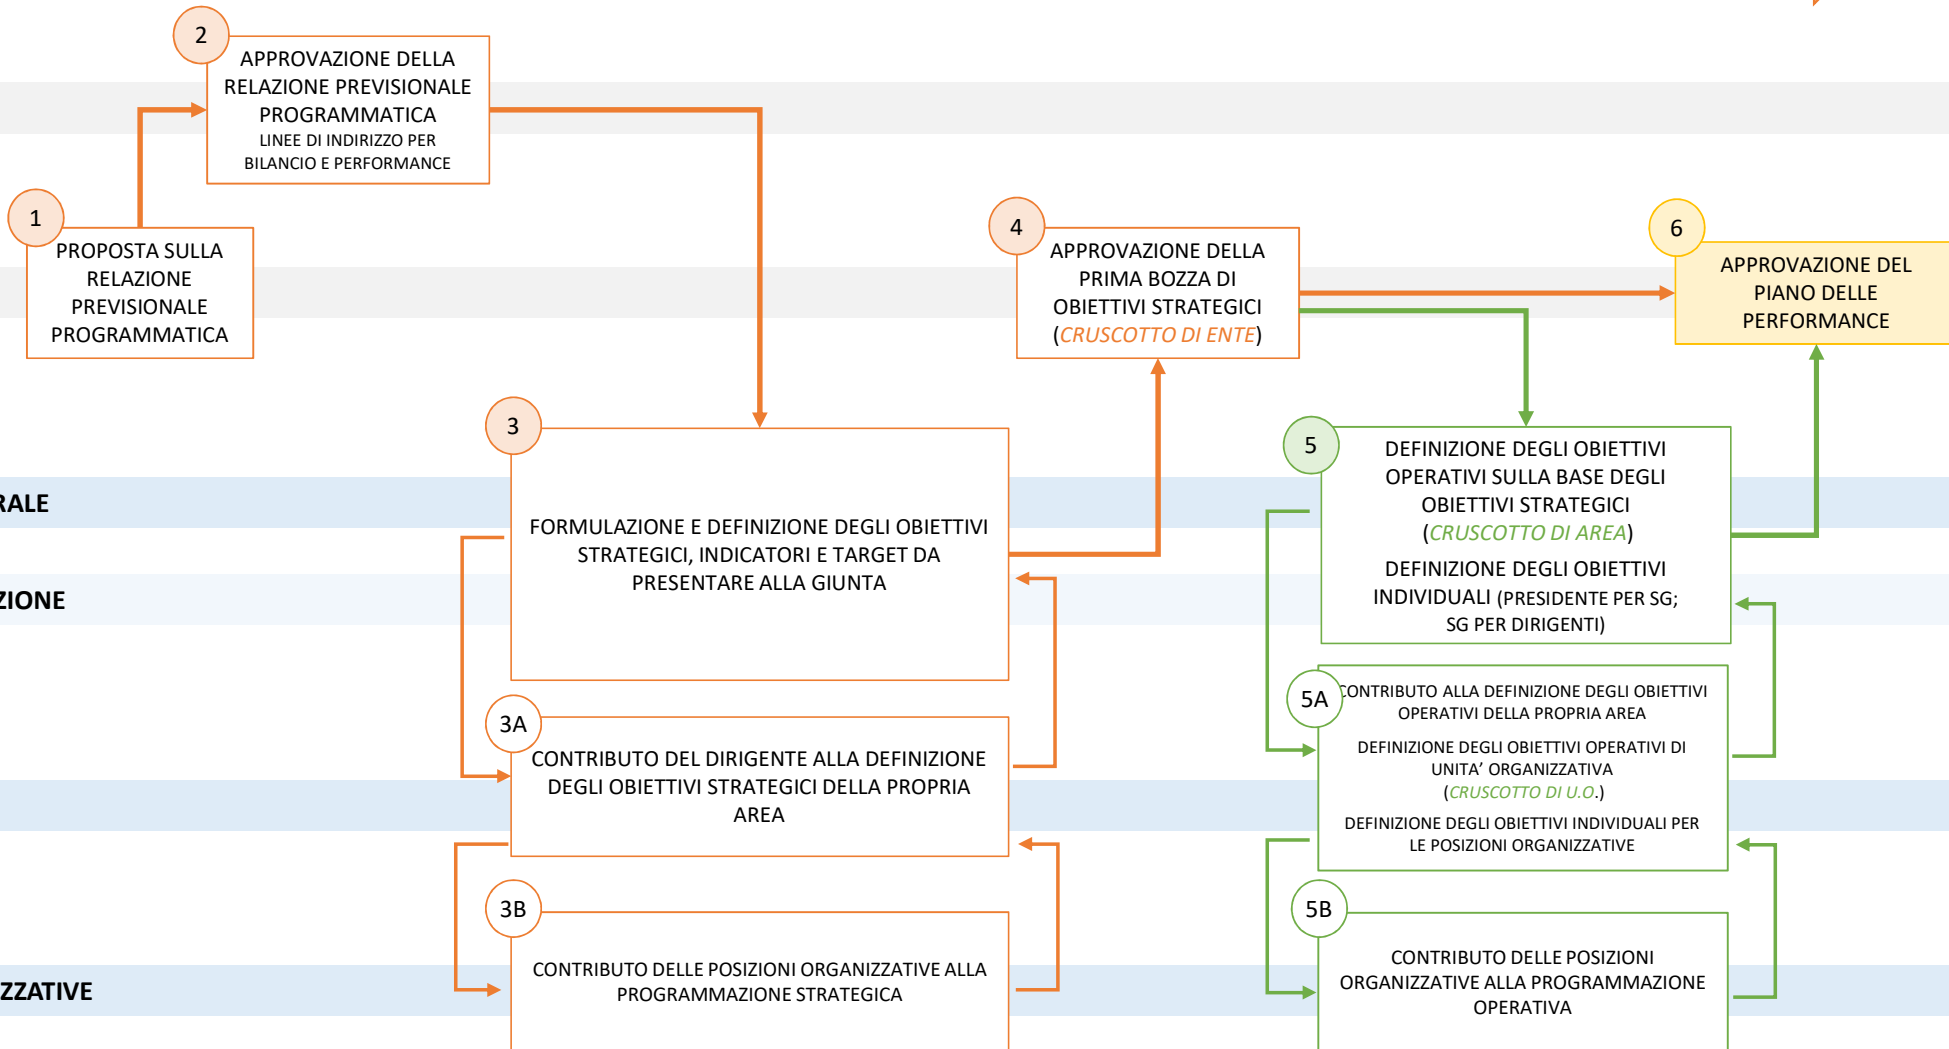 2
APPROVAZIONE DELLA
RELAZIONE PREVISIONALE
PROGRAMMATICA
LINEE DI INDIRIZZO PER
BILANCIO E PERFORMANCE
1
PROPOSTA SULLA
RELAZIONE
PREVISIONALE
PROGRAMMATICA
4
APPROVAZIONE DELLA
PRIMA BOZZA DI
OBIETTIVI STRATEGICI
(CRUSCOTTO DI ENTE)
6
APPROVAZIONE DEL
PIANO DELLE
PERFORMANCE
3
FORMULAZIONE E DEFINIZIONE DEGLI OBIETTIVI
STRATEGICI, INDICATORI E TARGET DA
PRESENTARE ALLA GIUNTA
5
DEFINIZIONE DEGLI OBIETTIVI
OPERATIVI SULLA BASE DEGLI
OBIETTIVI STRATEGICI
(CRUSCOTTO DI AREA)
DEFINIZIONE DEGLI OBIETTIVI
INDIVIDUALI (PRESIDENTE PER SG;
SG PER DIRIGENTI)
RALE
ZIONE
3A
CONTRIBUTO DEL DIRIGENTE ALLA DEFINIZIONE
DEGLI OBIETTIVI STRATEGICI DELLA PROPRIA
AREA
5A
CONTRIBUTO ALLA DEFINIZIONE DEGLI OBIETTIVI
OPERATIVI DELLA PROPRIA AREA
DEFINIZIONE DEGLI OBIETTIVI OPERATIVI DI
UNITA’ ORGANIZZATIVA
(CRUSCOTTO DI U.O.)
DEFINIZIONE DEGLI OBIETTIVI INDIVIDUALI PER
LE POSIZIONI ORGANIZZATIVE
3B
CONTRIBUTO DELLE POSIZIONI ORGANIZZATIVE ALLA
PROGRAMMAZIONE STRATEGICA
5B
CONTRIBUTO DELLE POSIZIONI
ORGANIZZATIVE ALLA PROGRAMMAZIONE
OPERATIVA
ZZATIVE